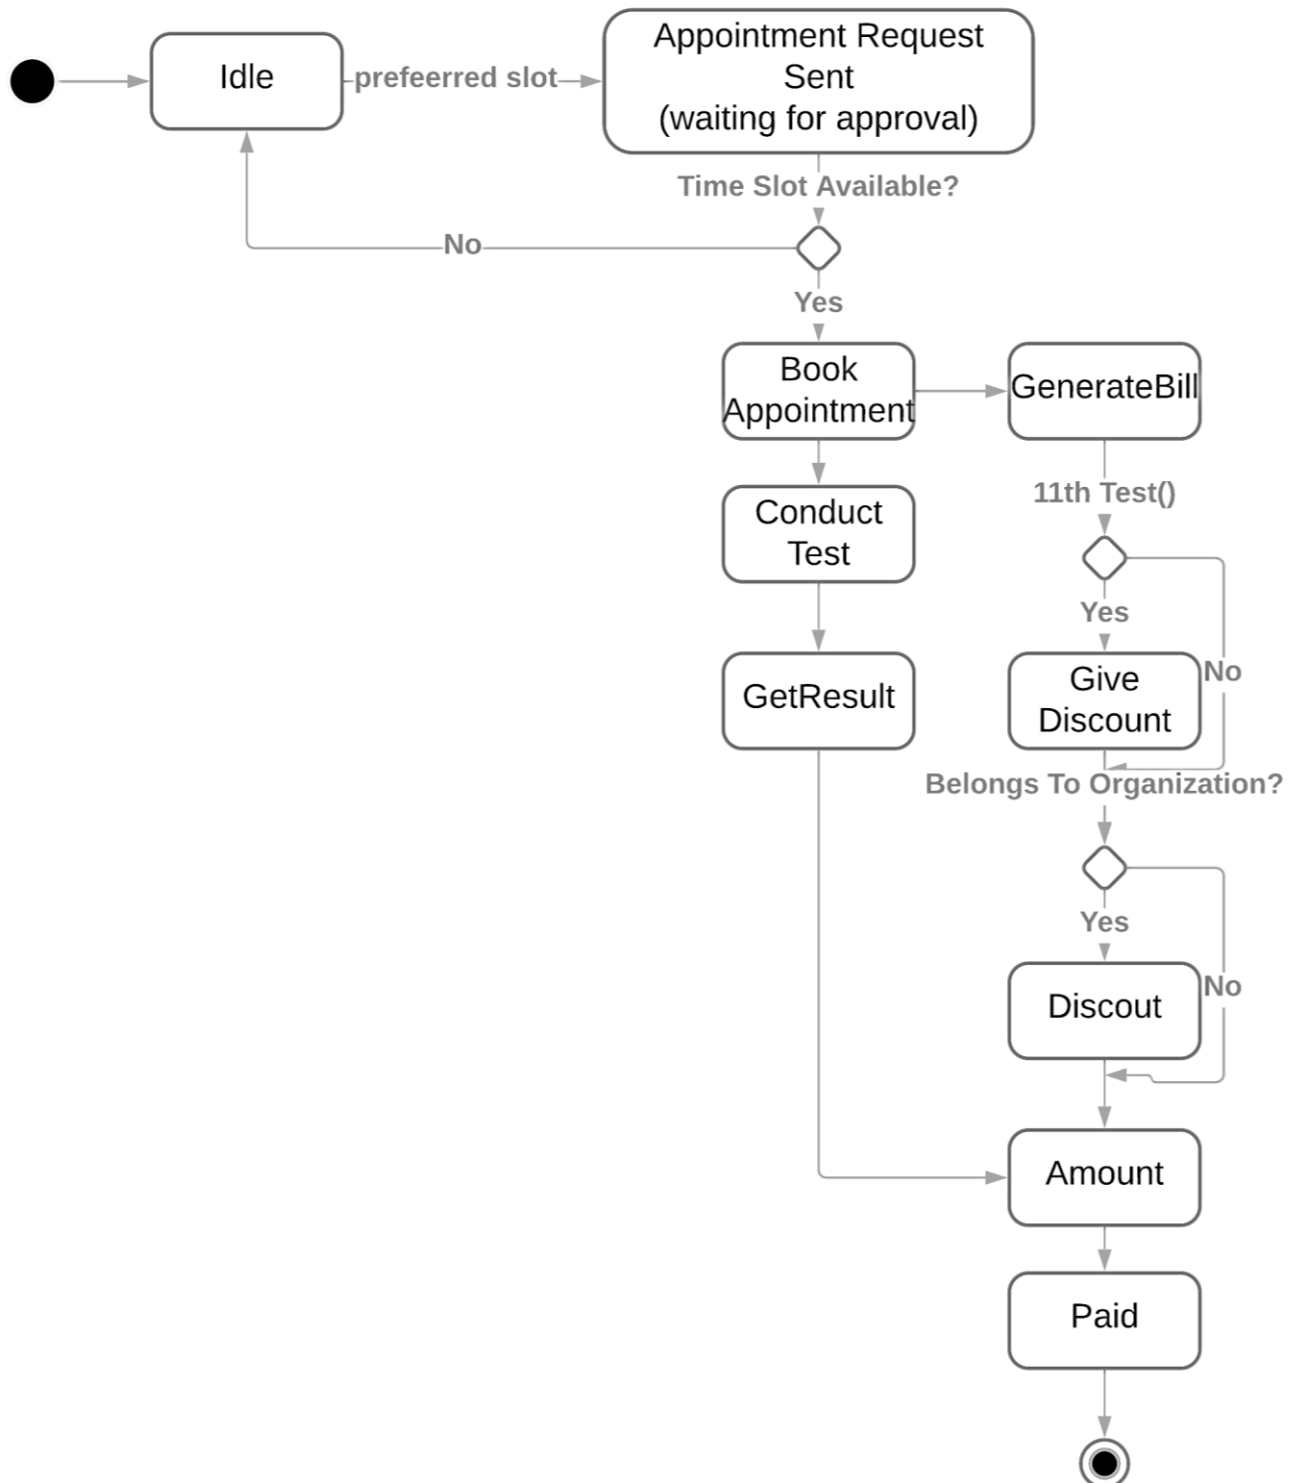 Idle
prefeerred slot
Appointment Request
Sent
(waiting for approval)
Time Slot Available?
No
Yes
Book
Appointment
GenerateBill
11th Test()
Conduct
Test
Yes
No
GetResult
Give
Discount
Belongs To Organization?
Yes
No
Discout
Amount
Paid